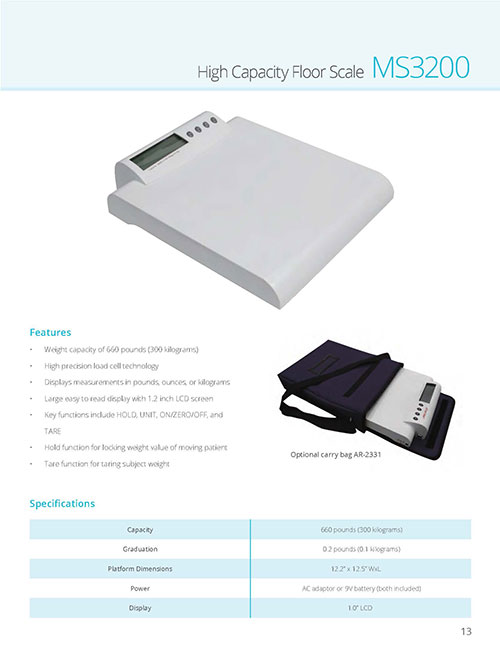 High Capacity Floor Scale MS3200
Features
• Weight capacity of 660 pounds (300 kilograms)
• High precision load cell technology
• Displays measurements in pounds, ounces, or kilograms
• Large easy to read display with 1.2 inch LCD screen
• Key functions include HOLD, UNIT, ON/ZERO/OFF, and
TARE
• Hold function for locking weight value of moving patient
• Tare function for taring subject weight
Optional carry bag AR-2331
Specifications
Capacity 660 pounds (300 kilograms)
Graduation 0.2 pounds (0.1 kilograms)
Platform Dimensions 12.2" x 12.5" WxL
Power AC adaptor or 9V battery (both included)
Display 1.0" LCD
13